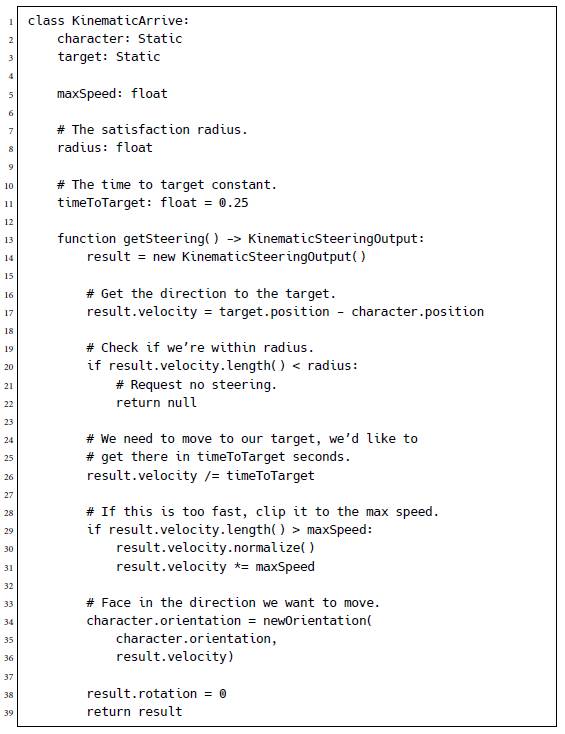 1 class KinematicArrive:
2     character: Static
3     target: Static
4
5     maxSpeed: float
6
7     # The satisfaction radius.
8     radius: float
9
10     # The time to target constant.
11     timeToTarget: float = 0.25
12
13     function getSteering() -> KinematicSteeringOutput:
14         result = new KinematicSteeringOutput()
15
16         # Get the direction to the target.
17         result.velocity = target.position - character.position
18
19         # Check if we’re within radius.
20         if result.velocity.length() < radius:
21             # Request no steering.
22             return null
23
24         # We need to move to our target, we’d like to
25         # get there in timeToTarget seconds.
26         result.velocity /= timeToTarget
27
28         # If this is too fast, clip it to the max speed.
29         if result.velocity.length() > maxSpeed:
30             result.velocity.normalize()
31             result.velocity *= maxSpeed
32
33         # Face in the direction we want to move.
34         character.orientation = newOrientation(
35             character.orientation,
36             result.velocity)
37
38         result.rotation = 0
39         return result